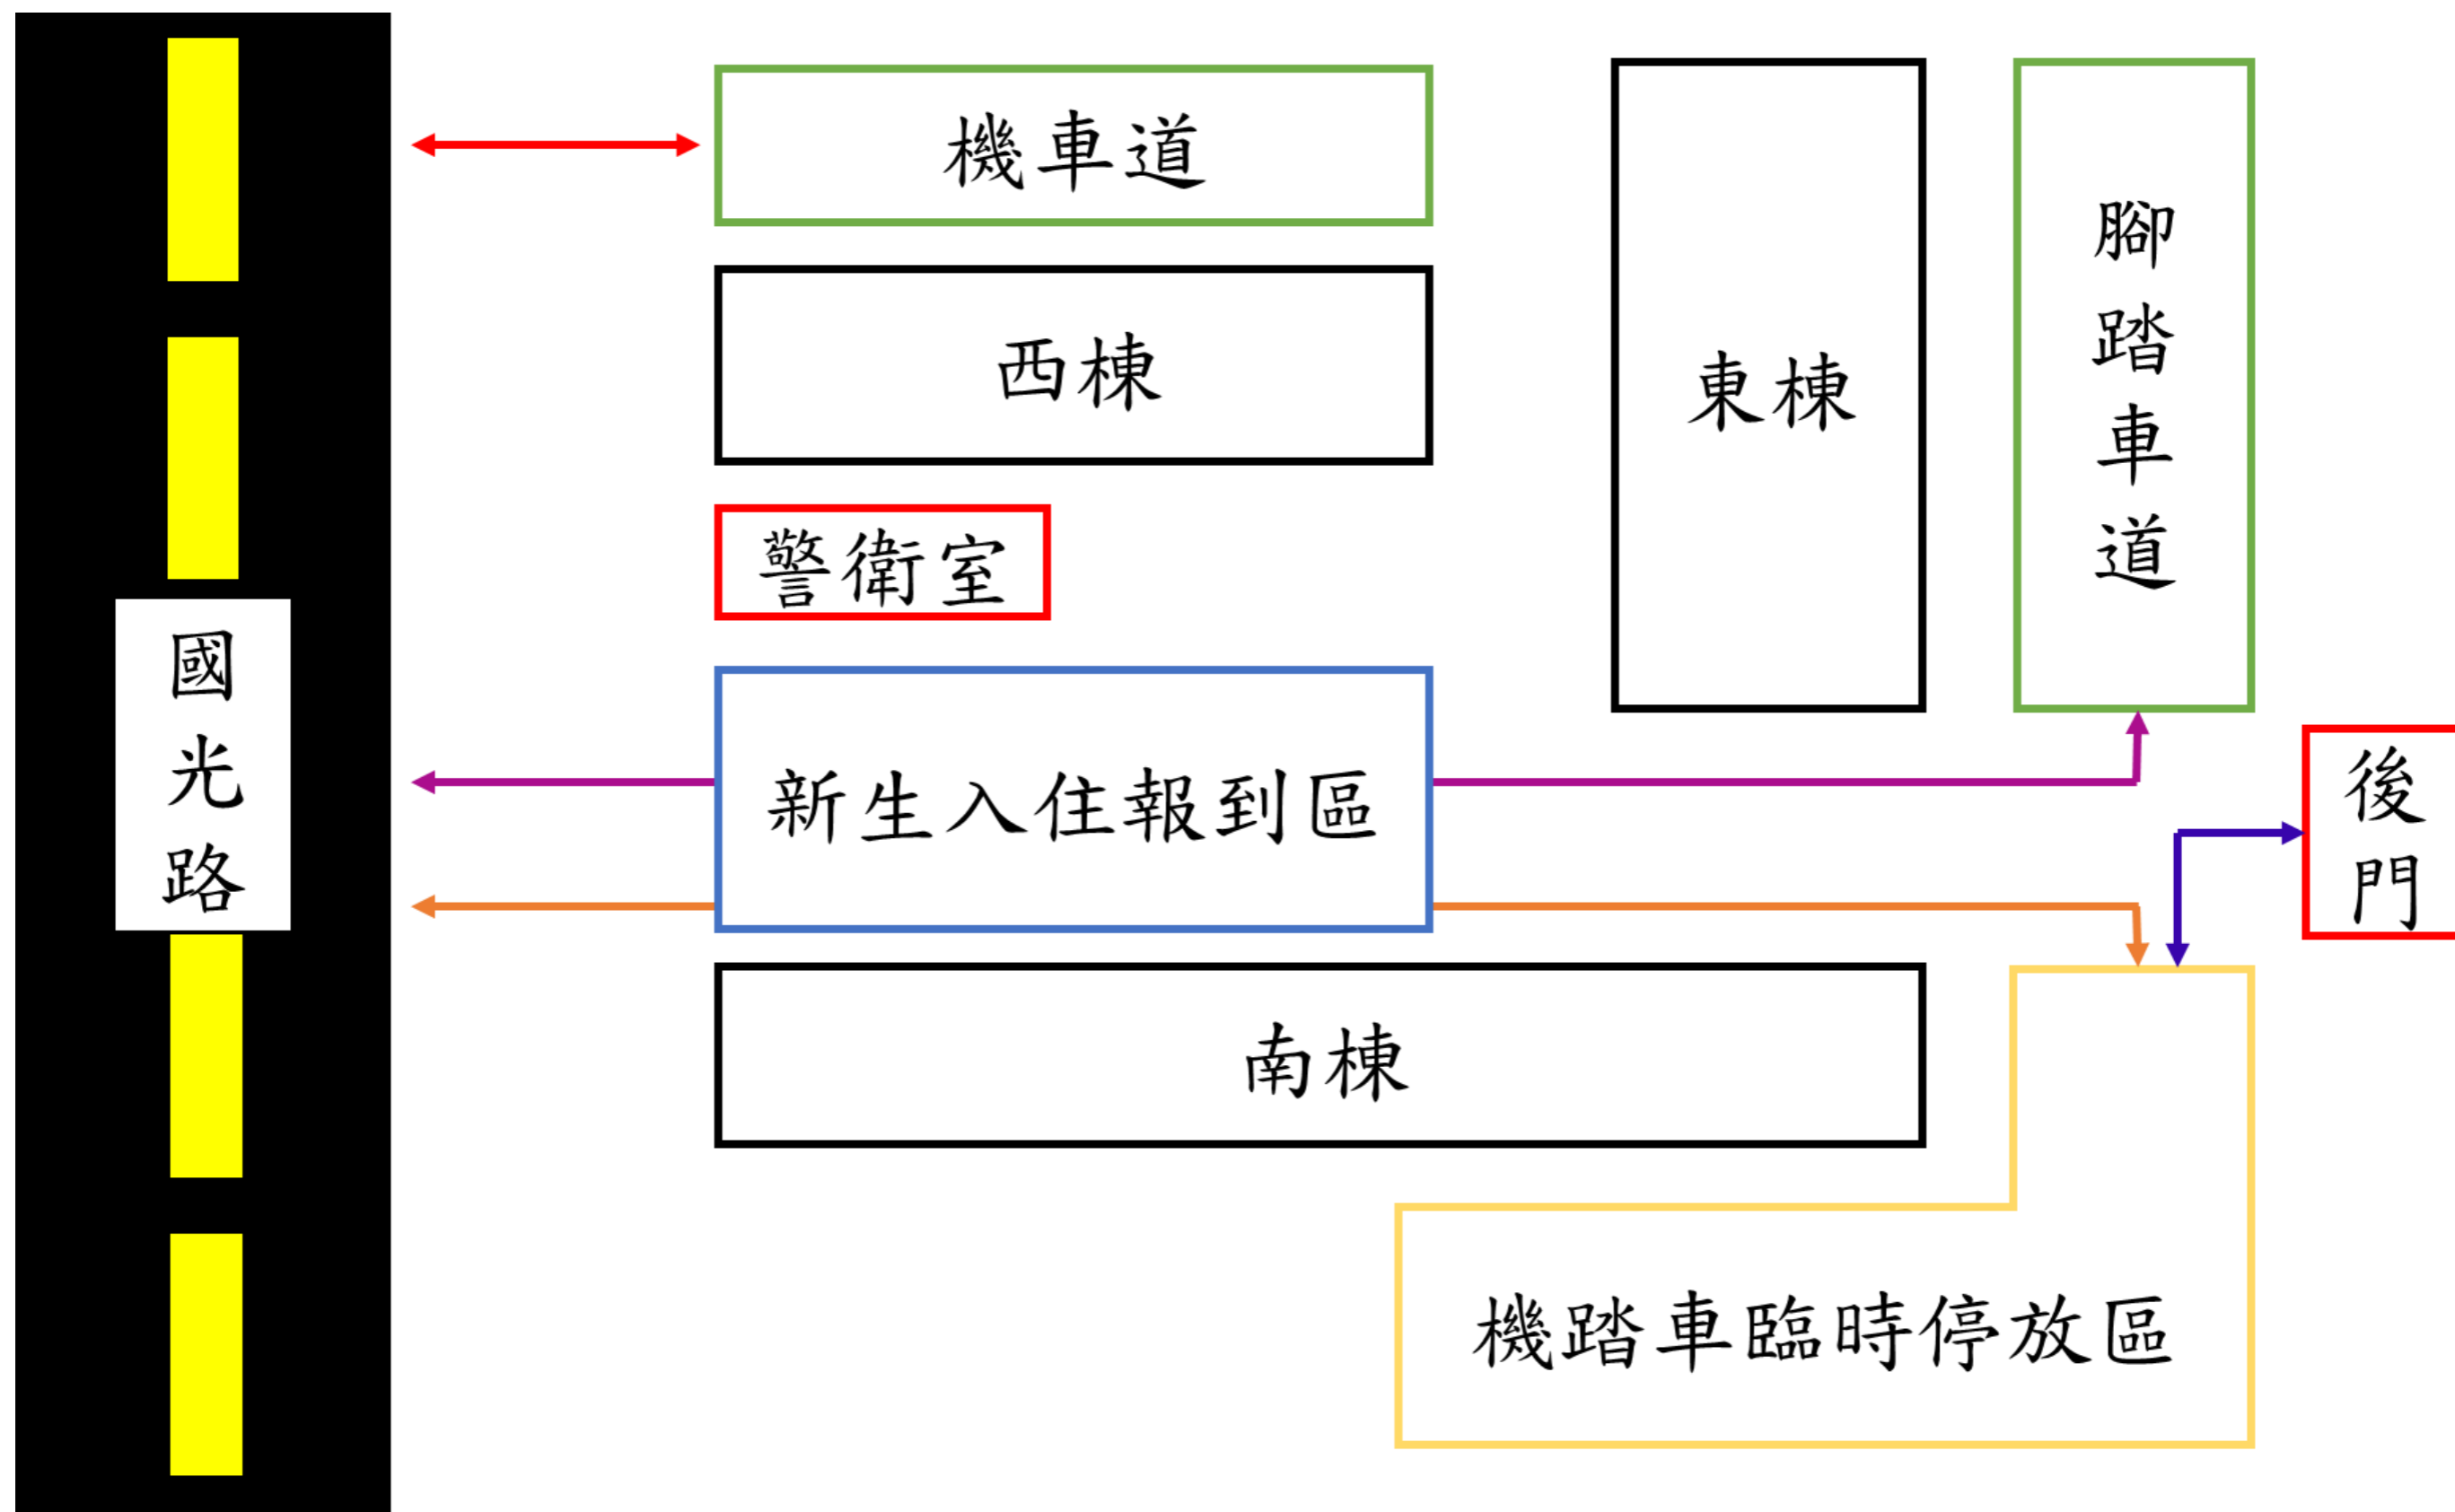 機車道
西棟
警衛室
國光路
新生入住報到區
東棟
腳踏車道
後門
南棟
機踏車臨時停放區